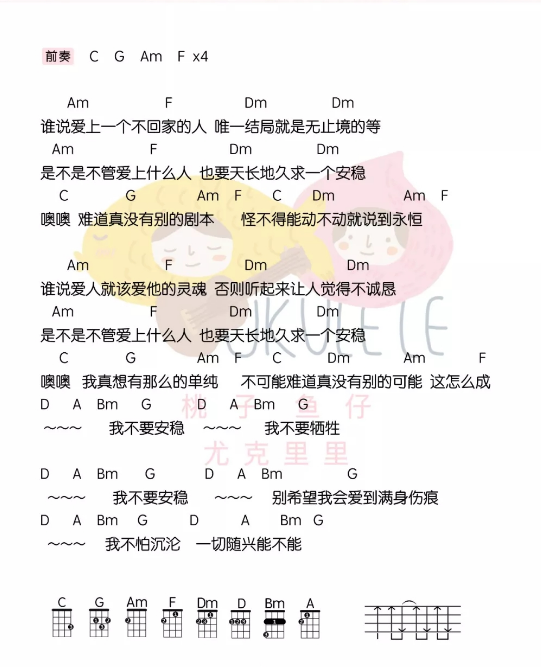 前奏 C G Am F x4
Am F Dm Dm
谁说爱上一个不回家的人 唯一结局就是无止境的等
Am F Dm Dm
是不是不管爱上什么人 也要天长地久求一个安稳
C G Am F C Dm Am F
噢噢 难道真没有别的剧本 怪不得能动不动就说到永恒
Am F Dm Dm
谁说爱人就该爱他的灵魂 否则听起来让人觉得不诚恳
Am F Dm Dm
是不是不管爱上什么人 也要天长地久求一个安稳
UKULELE
C G Am F C Dm Am F
噢噢 我真想有那么的单纯 不可能难道真没有别的可能 这怎么成
D A Bm G D A Bm G
桃子鱼仔
~~~ 我不要安稳 ~~~ 我不要牺牲
尤克里里
D A Bm G D A Bm G
~~~ 我不要安稳 ~~~ 别希望我会爱到满身伤痕
D A Bm G D A Bm G
~~~ 我不怕沉沦 一切随兴能不能
C G Am F Dm D Bm A